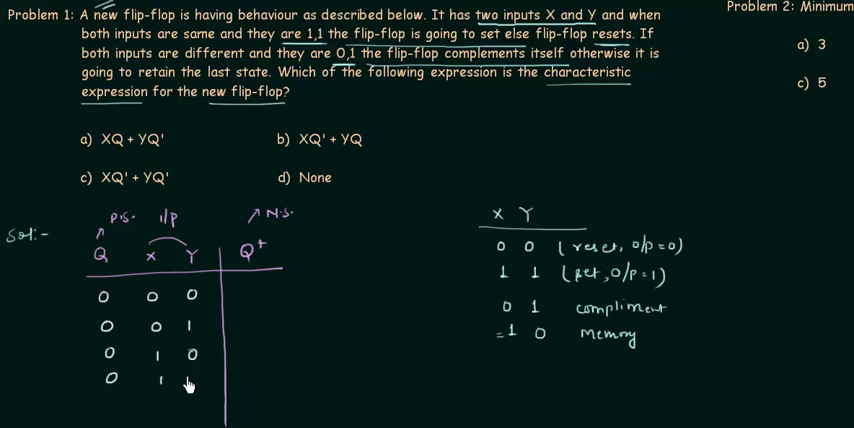 Problem 1: A new flip-flop is having behaviour as described below. It has two inputs X and Y and when
both inputs are same and they are 1,1 the flip-flop is going to set else flip-flop resets. If
both inputs are different and they are 0,1 the flip-flop complements itself otherwise it is
going to retain the last state. Which of the following expression is the characteristic
expression for the new flip-flop?
a) XQ + YQ'
b) XQ' + YQ
c) XQ' + YQ'
d) None
Problem 2: Minimum
a) 3
c) 5
Sol:-
P.S. i/p N.S.
Q X Y Q+
0 0 0
0 0 1
0 1 0
0 1 1
X Y
0 0 (reset, o/p=0)
1 1 (set, o/p=1)
0 1 compliment
=1 0 Memory